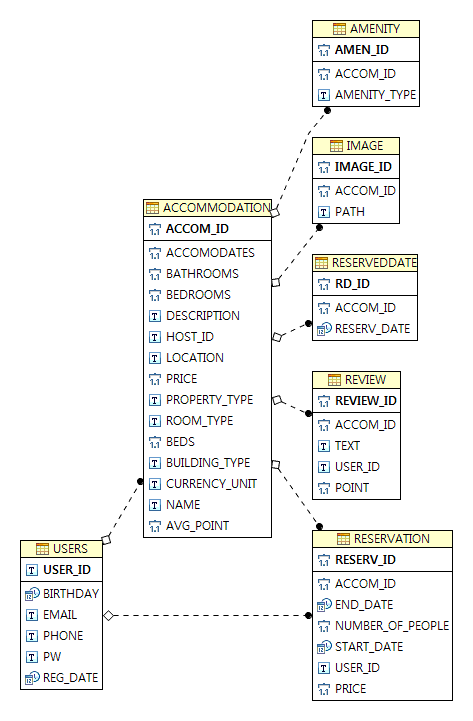 AMENITY
AMEN_ID
ACCOM_ID
AMENITY_TYPE
IMAGE
IMAGE_ID
ACCOM_ID
PATH
ACCOMMODATION
ACCOM_ID
ACCOMODATES
BATHROOMS
BEDROOMS
DESCRIPTION
HOST_ID
LOCATION
PRICE
PROPERTY_TYPE
ROOM_TYPE
BEDS
BUILDING_TYPE
CURRENCY_UNIT
NAME
AVG_POINT
RESERVEDDATE
RD_ID
ACCOM_ID
RESERV_DATE
REVIEW
REVIEW_ID
ACCOM_ID
TEXT
USER_ID
POINT
USERS
USER_ID
BIRTHDAY
EMAIL
PHONE
PW
REG_DATE
RESERVATION
RESERV_ID
ACCOM_ID
END_DATE
NUMBER_OF_PEOPLE
START_DATE
USER_ID
PRICE